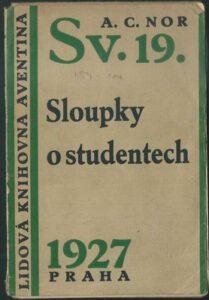 A. C. NOR
Sv. 19.
Sloupky
o studentech
1927
PRAHA
LIDOVÁ KNIHOVNA AVENTINA